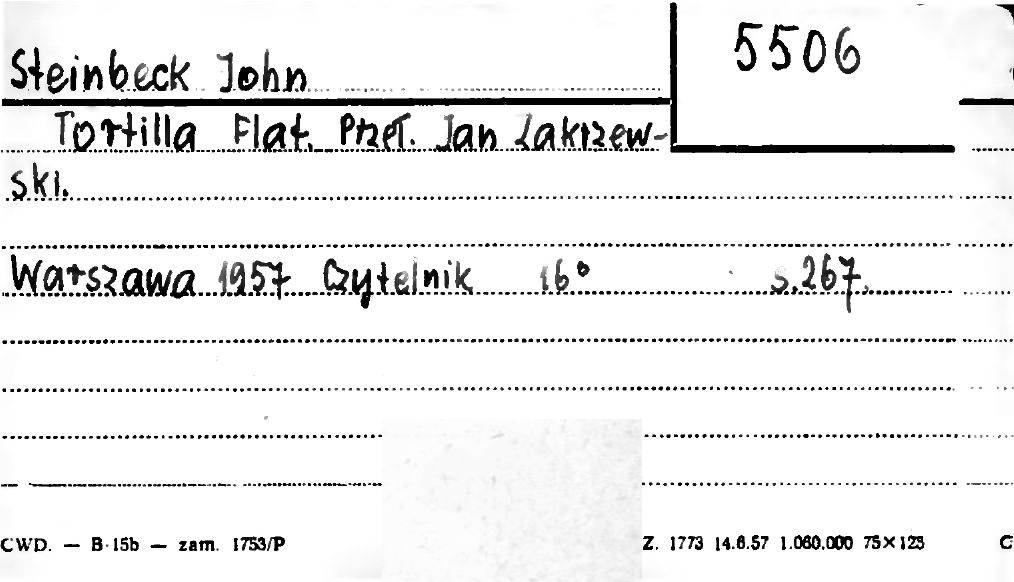 5506
Steinbeck John
Tortilla Flat. Przeł. Jan Zakrzew-
ski.
Warszawa 1957 Czytelnik 16° s.267.
CWD. — B-15b — zam. 1753/P
Z. 1773 14.6.57 1.060.000 75×123